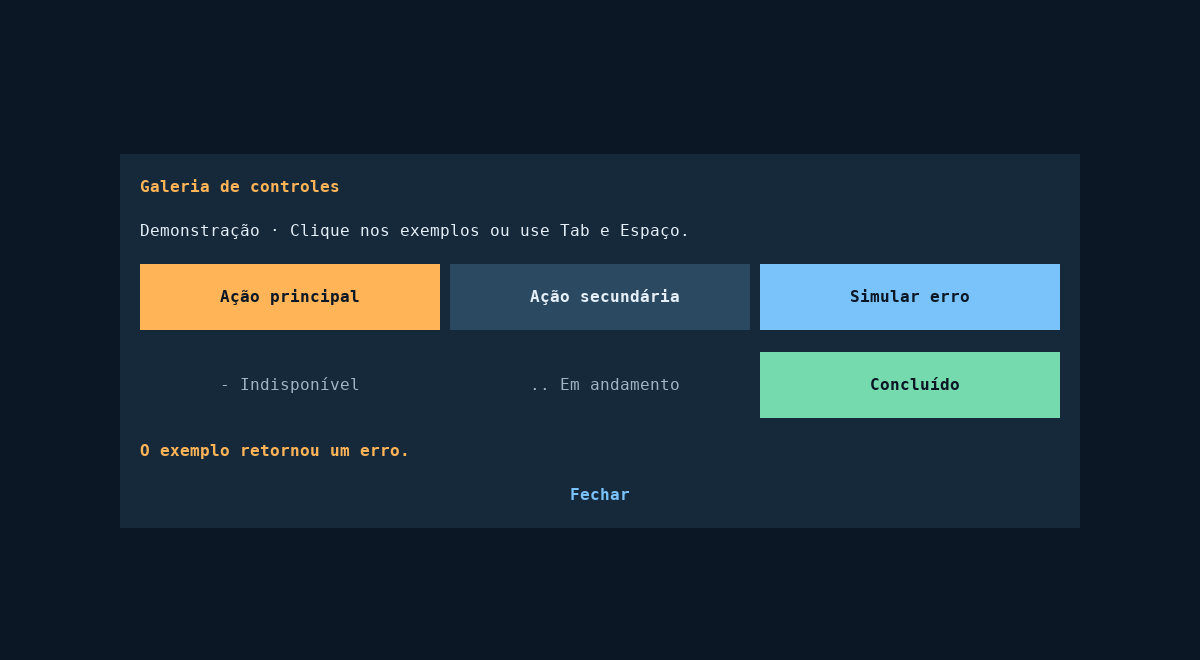 Galeria de controles
Demonstração · Clique nos exemplos ou use Tab e Espaço.
Ação principal
Ação secundária
Simular erro
- Indisponível
.. Em andamento
Concluído
O exemplo retornou um erro.
Fechar